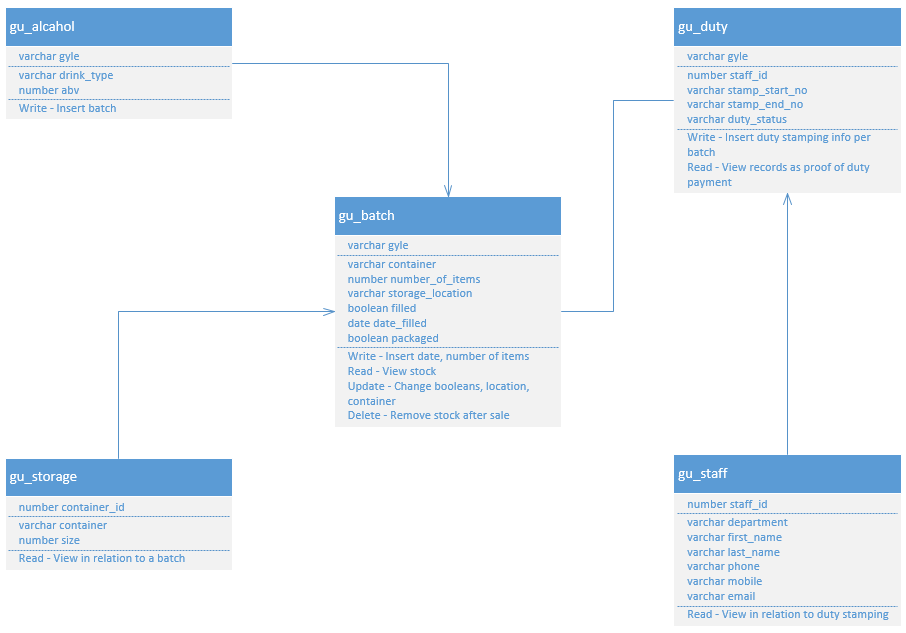 gu_alcahol
varchar gyle
varchar drink_type
number abv
Write - Insert batch
gu_duty
varchar gyle
number staff_id
varchar stamp_start_no
varchar stamp_end_no
varchar duty_status
Write - Insert duty stamping info per
batch
Read - View records as proof of duty
payment
gu_batch
varchar gyle
varchar container
number number_of_items
varchar storage_location
boolean filled
date date_filled
boolean packaged
Write - Insert date, number of items
Read - View stock
Update - Change booleans, location,
container
Delete - Remove stock after sale
gu_storage
number container_id
varchar container
number size
Read - View in relation to a batch
gu_staff
number staff_id
varchar department
varchar first_name
varchar last_name
varchar phone
varchar mobile
varchar email
Read - View in relation to duty stamping